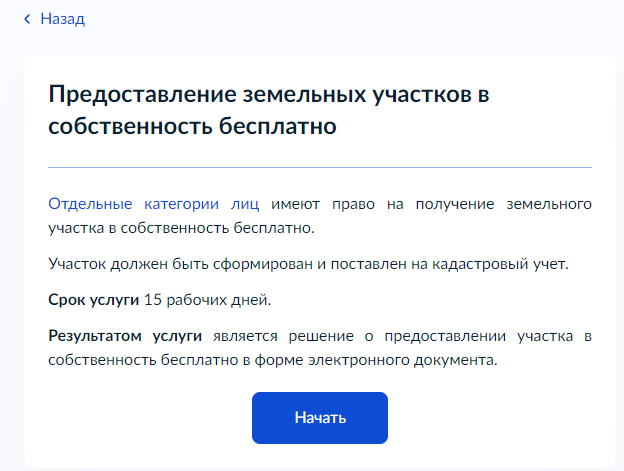 Назад
Предоставление земельных участков в
собственность бесплатно
Отдельные категории лиц имеют право на получение земельного
участка в собственность бесплатно.
Участок должен быть сформирован и поставлен на кадастровый учет.
Срок услуги 15 рабочих дней.
Результатом услуги является решение о предоставлении участка в
собственность бесплатно в форме электронного документа.
Начать